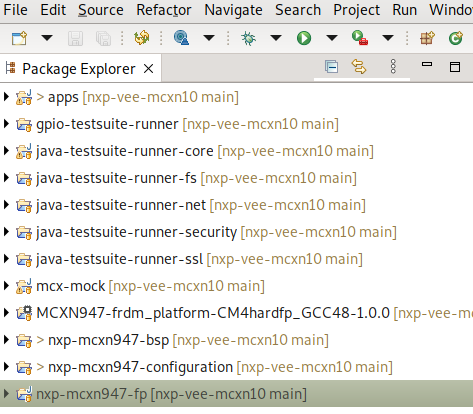 File Edit Source Refactor Navigate Search Project Run Windo
Package Explorer
> apps [nxp-vee-mcxn10 main]
gpio-testsuite-runner [nxp-vee-mcxn10 main]
java-testsuite-runner-core [nxp-vee-mcxn10 main]
java-testsuite-runner-fs [nxp-vee-mcxn10 main]
java-testsuite-runner-net [nxp-vee-mcxn10 main]
java-testsuite-runner-security [nxp-vee-mcxn10 main]
java-testsuite-runner-ssl [nxp-vee-mcxn10 main]
mcx-mock [nxp-vee-mcxn10 main]
MCXN947-frdm_platform-CM4hardfp_GCC48-1.0.0 [nxp-vee-m
> nxp-mcxn947-bsp [nxp-vee-mcxn10 main]
> nxp-mcxn947-configuration [nxp-vee-mcxn10 main]
nxp-mcxn947-fp [nxp-vee-mcxn10 main]